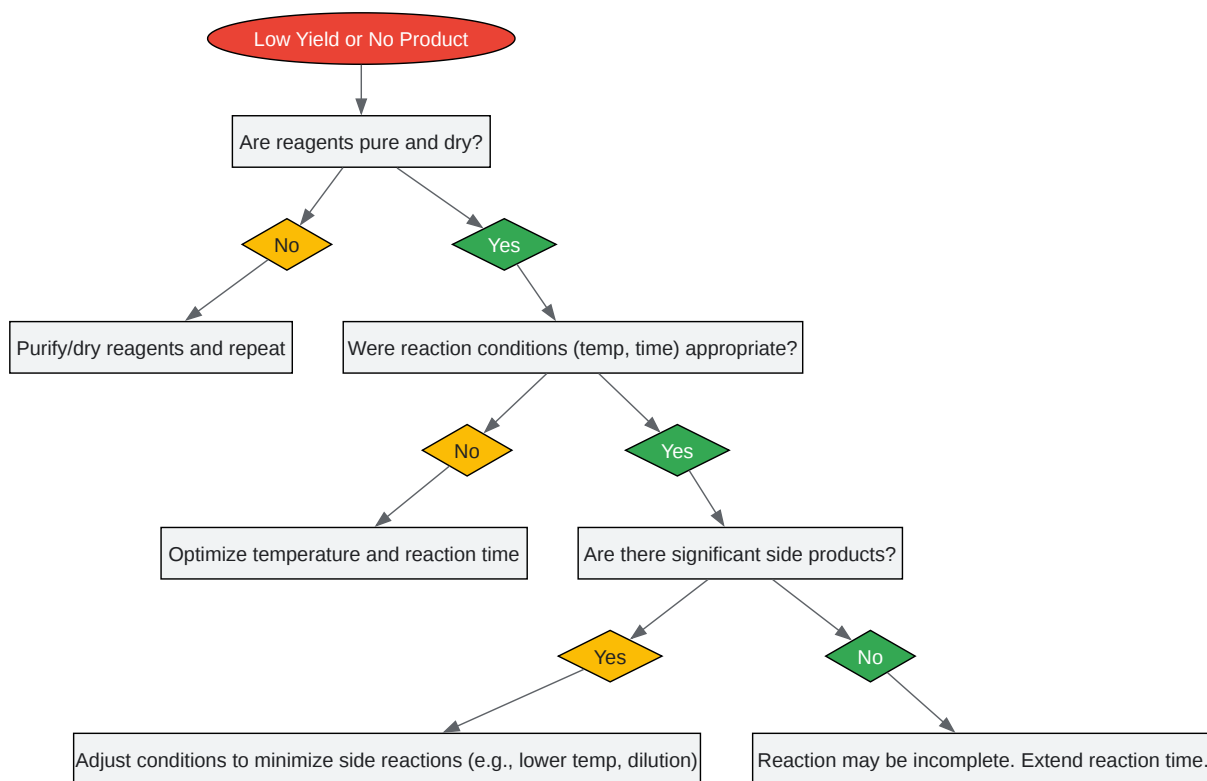 Low Yield or No Product
Are reagents pure and dry?
No
Yes
Purify/dry reagents and repeat
Were reaction conditions (temp, time) appropriate?
No
Yes
Optimize temperature and reaction time
Are there significant side products?
Yes
No
Adjust conditions to minimize side reactions (e.g., lower temp, dilution)
Reaction may be incomplete. Extend reaction time.